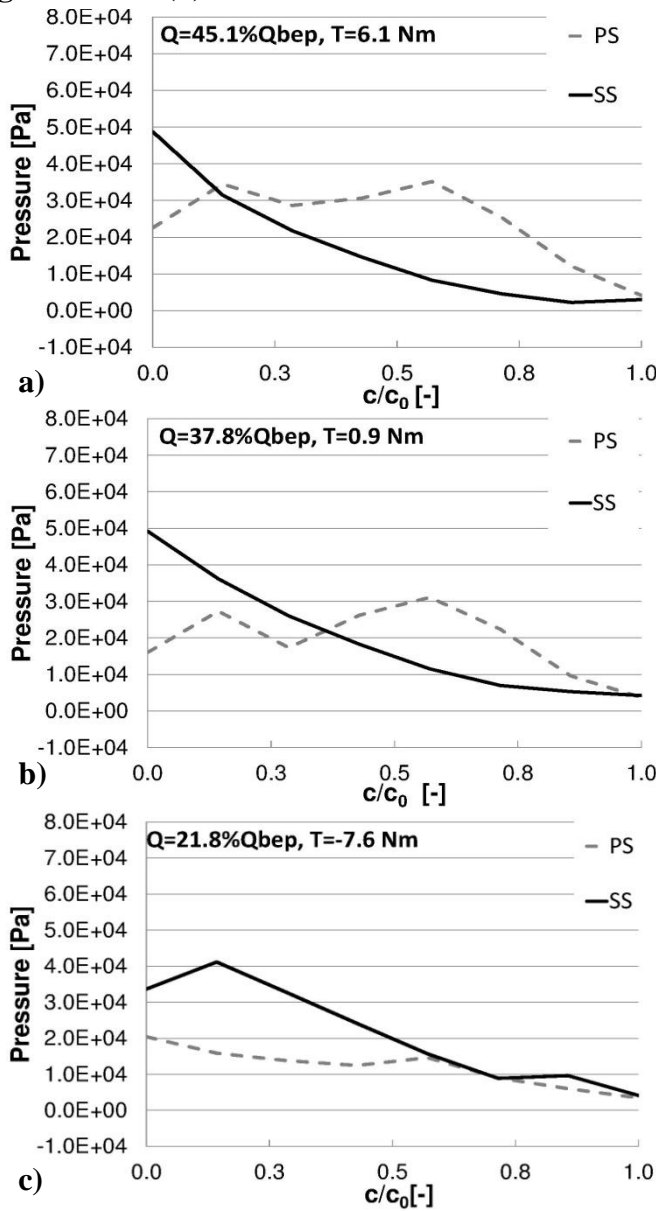 Q=45.1%Qbep, T=6.1 Nm
PS
SS
8.0E+04
7.0E+04
6.0E+04
5.0E+04
4.0E+04
3.0E+04
2.0E+04
1.0E+04
0.0E+00
-1.0E+04
Pressure [Pa]
0.0 0.3 0.5 0.8 1.0
c/c0 [-]
a)
Q=37.8%Qbep, T=0.9 Nm
PS
SS
8.0E+04
7.0E+04
6.0E+04
5.0E+04
4.0E+04
3.0E+04
2.0E+04
1.0E+04
0.0E+00
-1.0E+04
Pressure [Pa]
0.0 0.3 0.5 0.8 1.0
c/c0 [-]
b)
Q=21.8%Qbep, T=-7.6 Nm
PS
SS
8.0E+04
7.0E+04
6.0E+04
5.0E+04
4.0E+04
3.0E+04
2.0E+04
1.0E+04
0.0E+00
-1.0E+04
Pressure [Pa]
0.0 0.3 0.5 0.8 1.0
c/c0[-]
c)